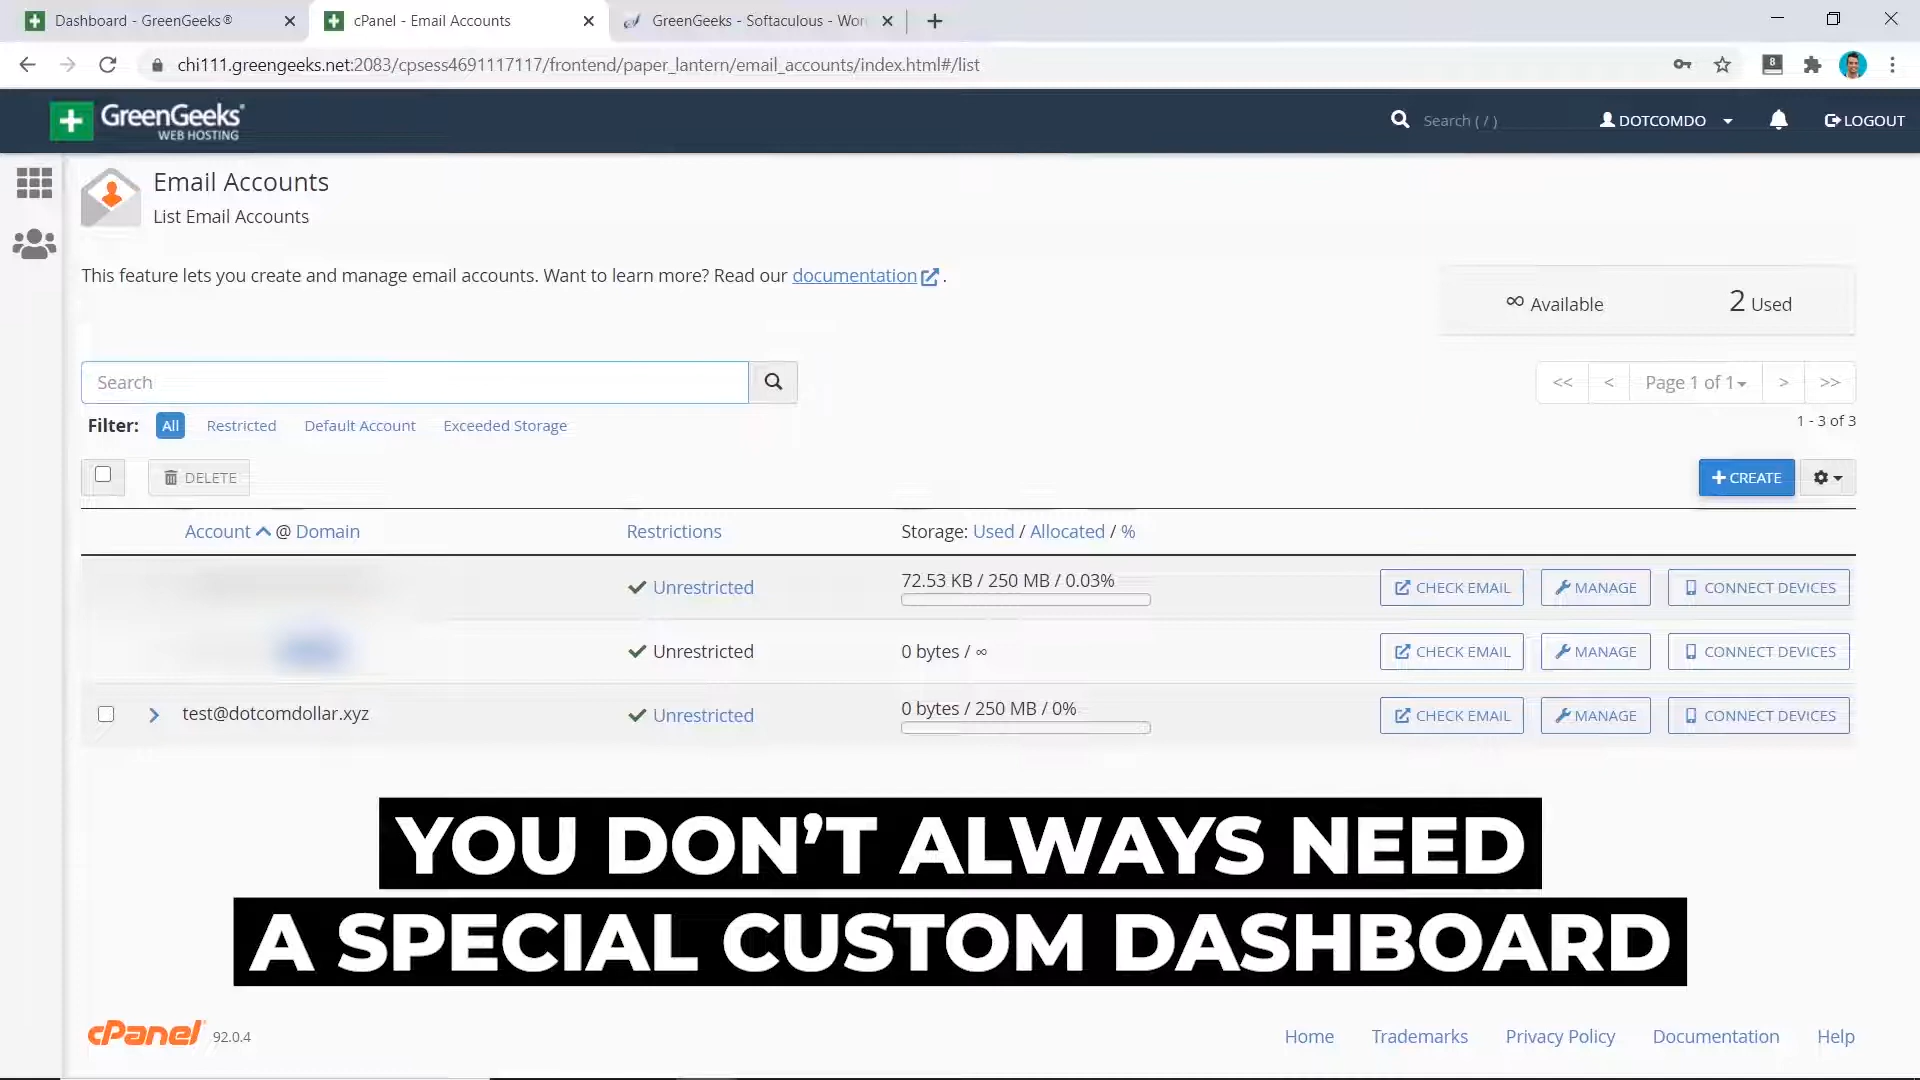 Dashboard - GreenGeeks®
cPanel - Email Accounts
GreenGeeks - Softaculous - Wor
chi111.greengeeks.net:2083/cpsess4691117117/frontend/paper_lantern/email_accounts/index.html#/list
8
GreenGeeks®
WEB HOSTING
Search ( / )
DOTCOMDO
LOGOUT
Email Accounts
List Email Accounts
This feature lets you create and manage email accounts. Want to learn more? Read our documentation .
∞ Available
2 Used
Search
<< < Page 1 of 1 > >>
Filter: All Restricted Default Account Exceeded Storage
1 - 3 of 3
DELETE
+ CREATE
Account @ Domain
Restrictions
Storage: Used / Allocated / %
Unrestricted
72.53 KB / 250 MB / 0.03%
CHECK EMAIL
MANAGE
CONNECT DEVICES
Unrestricted
0 bytes / ∞
CHECK EMAIL
MANAGE
CONNECT DEVICES
test@dotcomdollar.xyz
Unrestricted
0 bytes / 250 MB / 0%
CHECK EMAIL
MANAGE
CONNECT DEVICES
YOU DON’T ALWAYS NEED
A SPECIAL CUSTOM DASHBOARD
cPanel® 92.0.4
Home Trademarks Privacy Policy Documentation Help